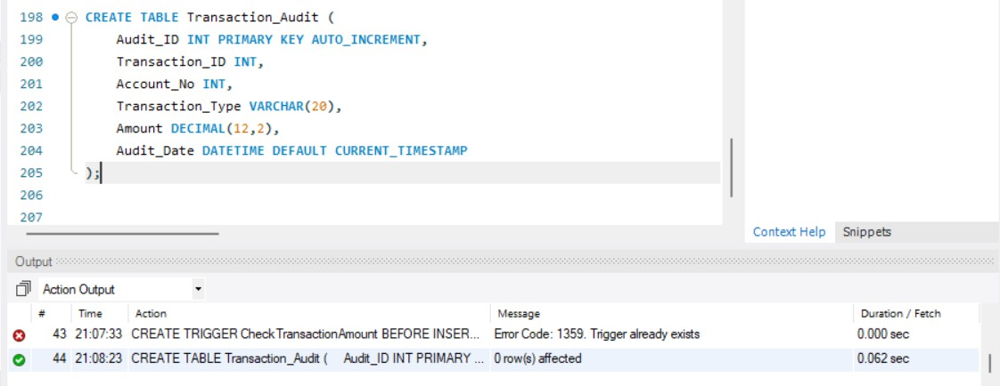 198 CREATE TABLE Transaction_Audit (
199 Audit_ID INT PRIMARY KEY AUTO_INCREMENT,
200 Transaction_ID INT,
201 Account_No INT,
202 Transaction_Type VARCHAR(20),
203 Amount DECIMAL(12,2),
204 Audit_Date DATETIME DEFAULT CURRENT_TIMESTAMP
205 );
206
207
Context Help Snippets
Output
Action Output
# Time Action Message Duration / Fetch
43 21:07:33 CREATE TRIGGER CheckTransactionAmount BEFORE INSER... Error Code: 1359. Trigger already exists 0.000 sec
44 21:08:23 CREATE TABLE Transaction_Audit ( Audit_ID INT PRIMARY ... 0 row(s) affected 0.062 sec